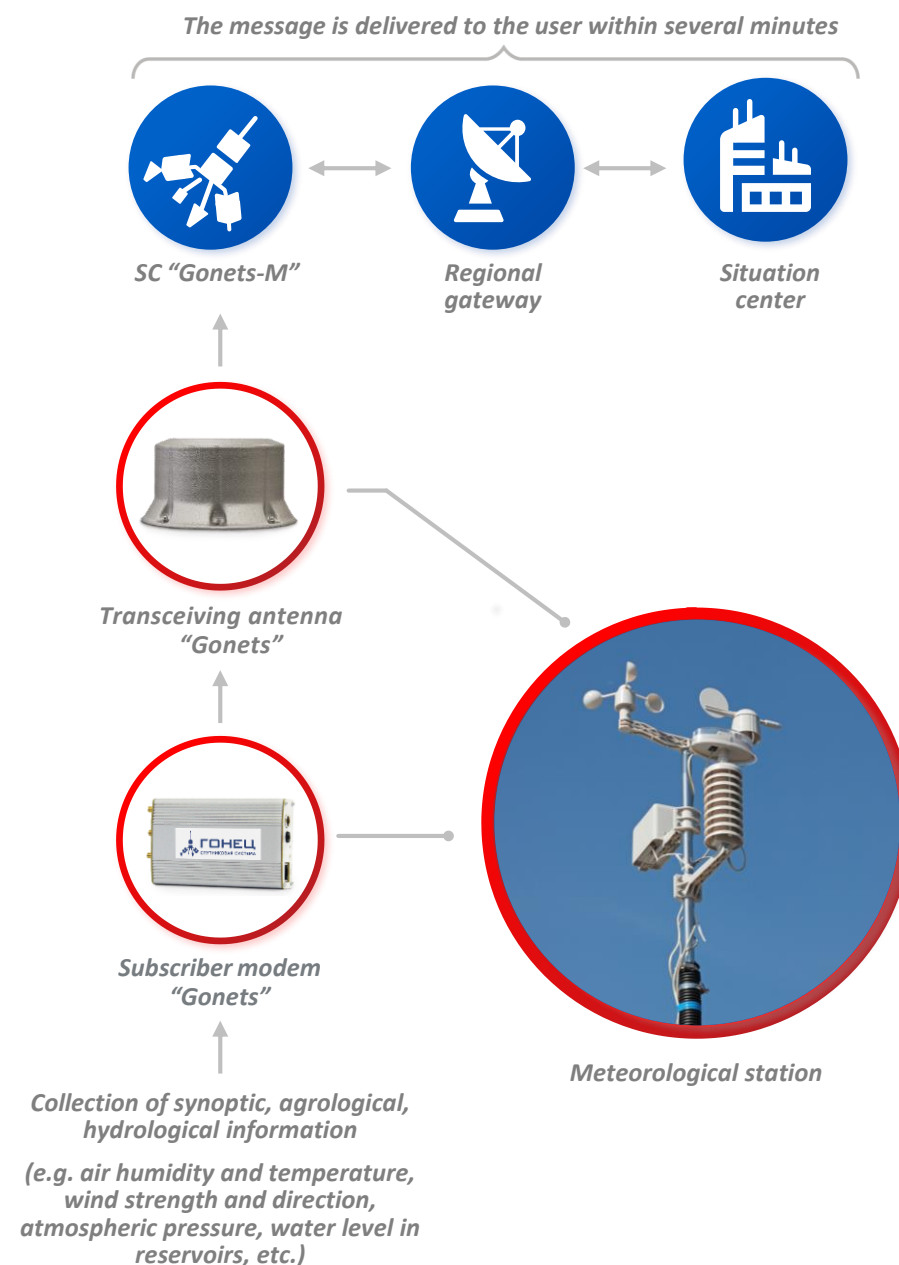 The message is delivered to the user within several minutes
SC “Gonets-M”
Regional
gateway
Situation
center
Transceiving antenna
“Gonets”
ГОНЕЦ
СПУТНИКОВАЯ СИСТЕМА
Subscriber modem
“Gonets”
Meteorological station
Collection of synoptic, agrological,
hydrological information
(e.g. air humidity and temperature,
wind strength and direction,
atmospheric pressure, water level in
reservoirs, etc.)